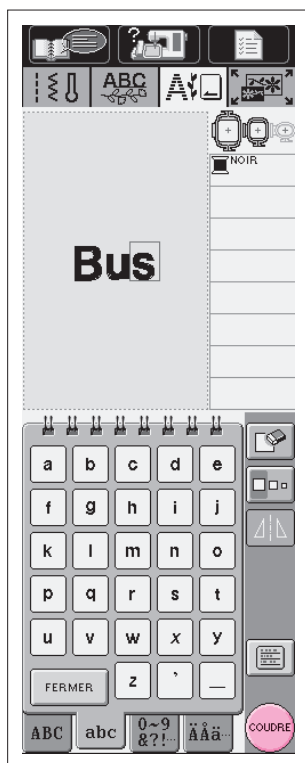 ?
ABC
A
NOIR
Bus
a b c d e
f g h i j
k l m n o
p q r s t
u v w x y
FERMER z ' _
ABC abc 0~9 &?!... ÄÅä... COUDRE